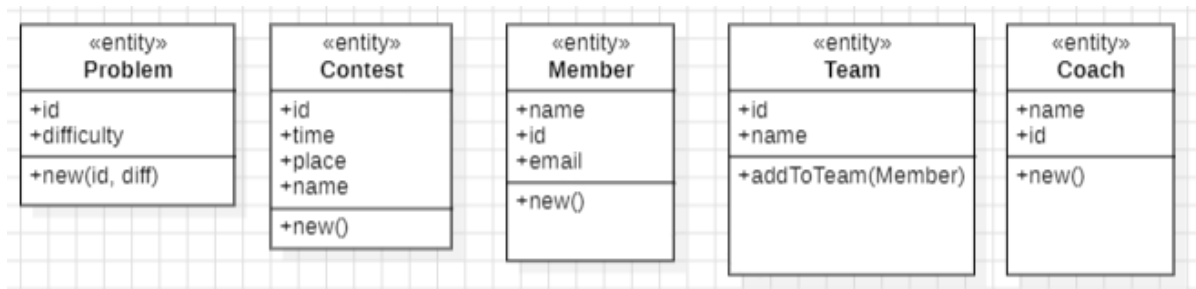 «entity»
Problem
+id
+difficulty
+new(id, diff)
«entity»
Contest
+id
+time
+place
+name
+new()
«entity»
Member
+name
+id
+email
+new()
«entity»
Team
+id
+name
+addToTeam(Member)
«entity»
Coach
+name
+id
+new()